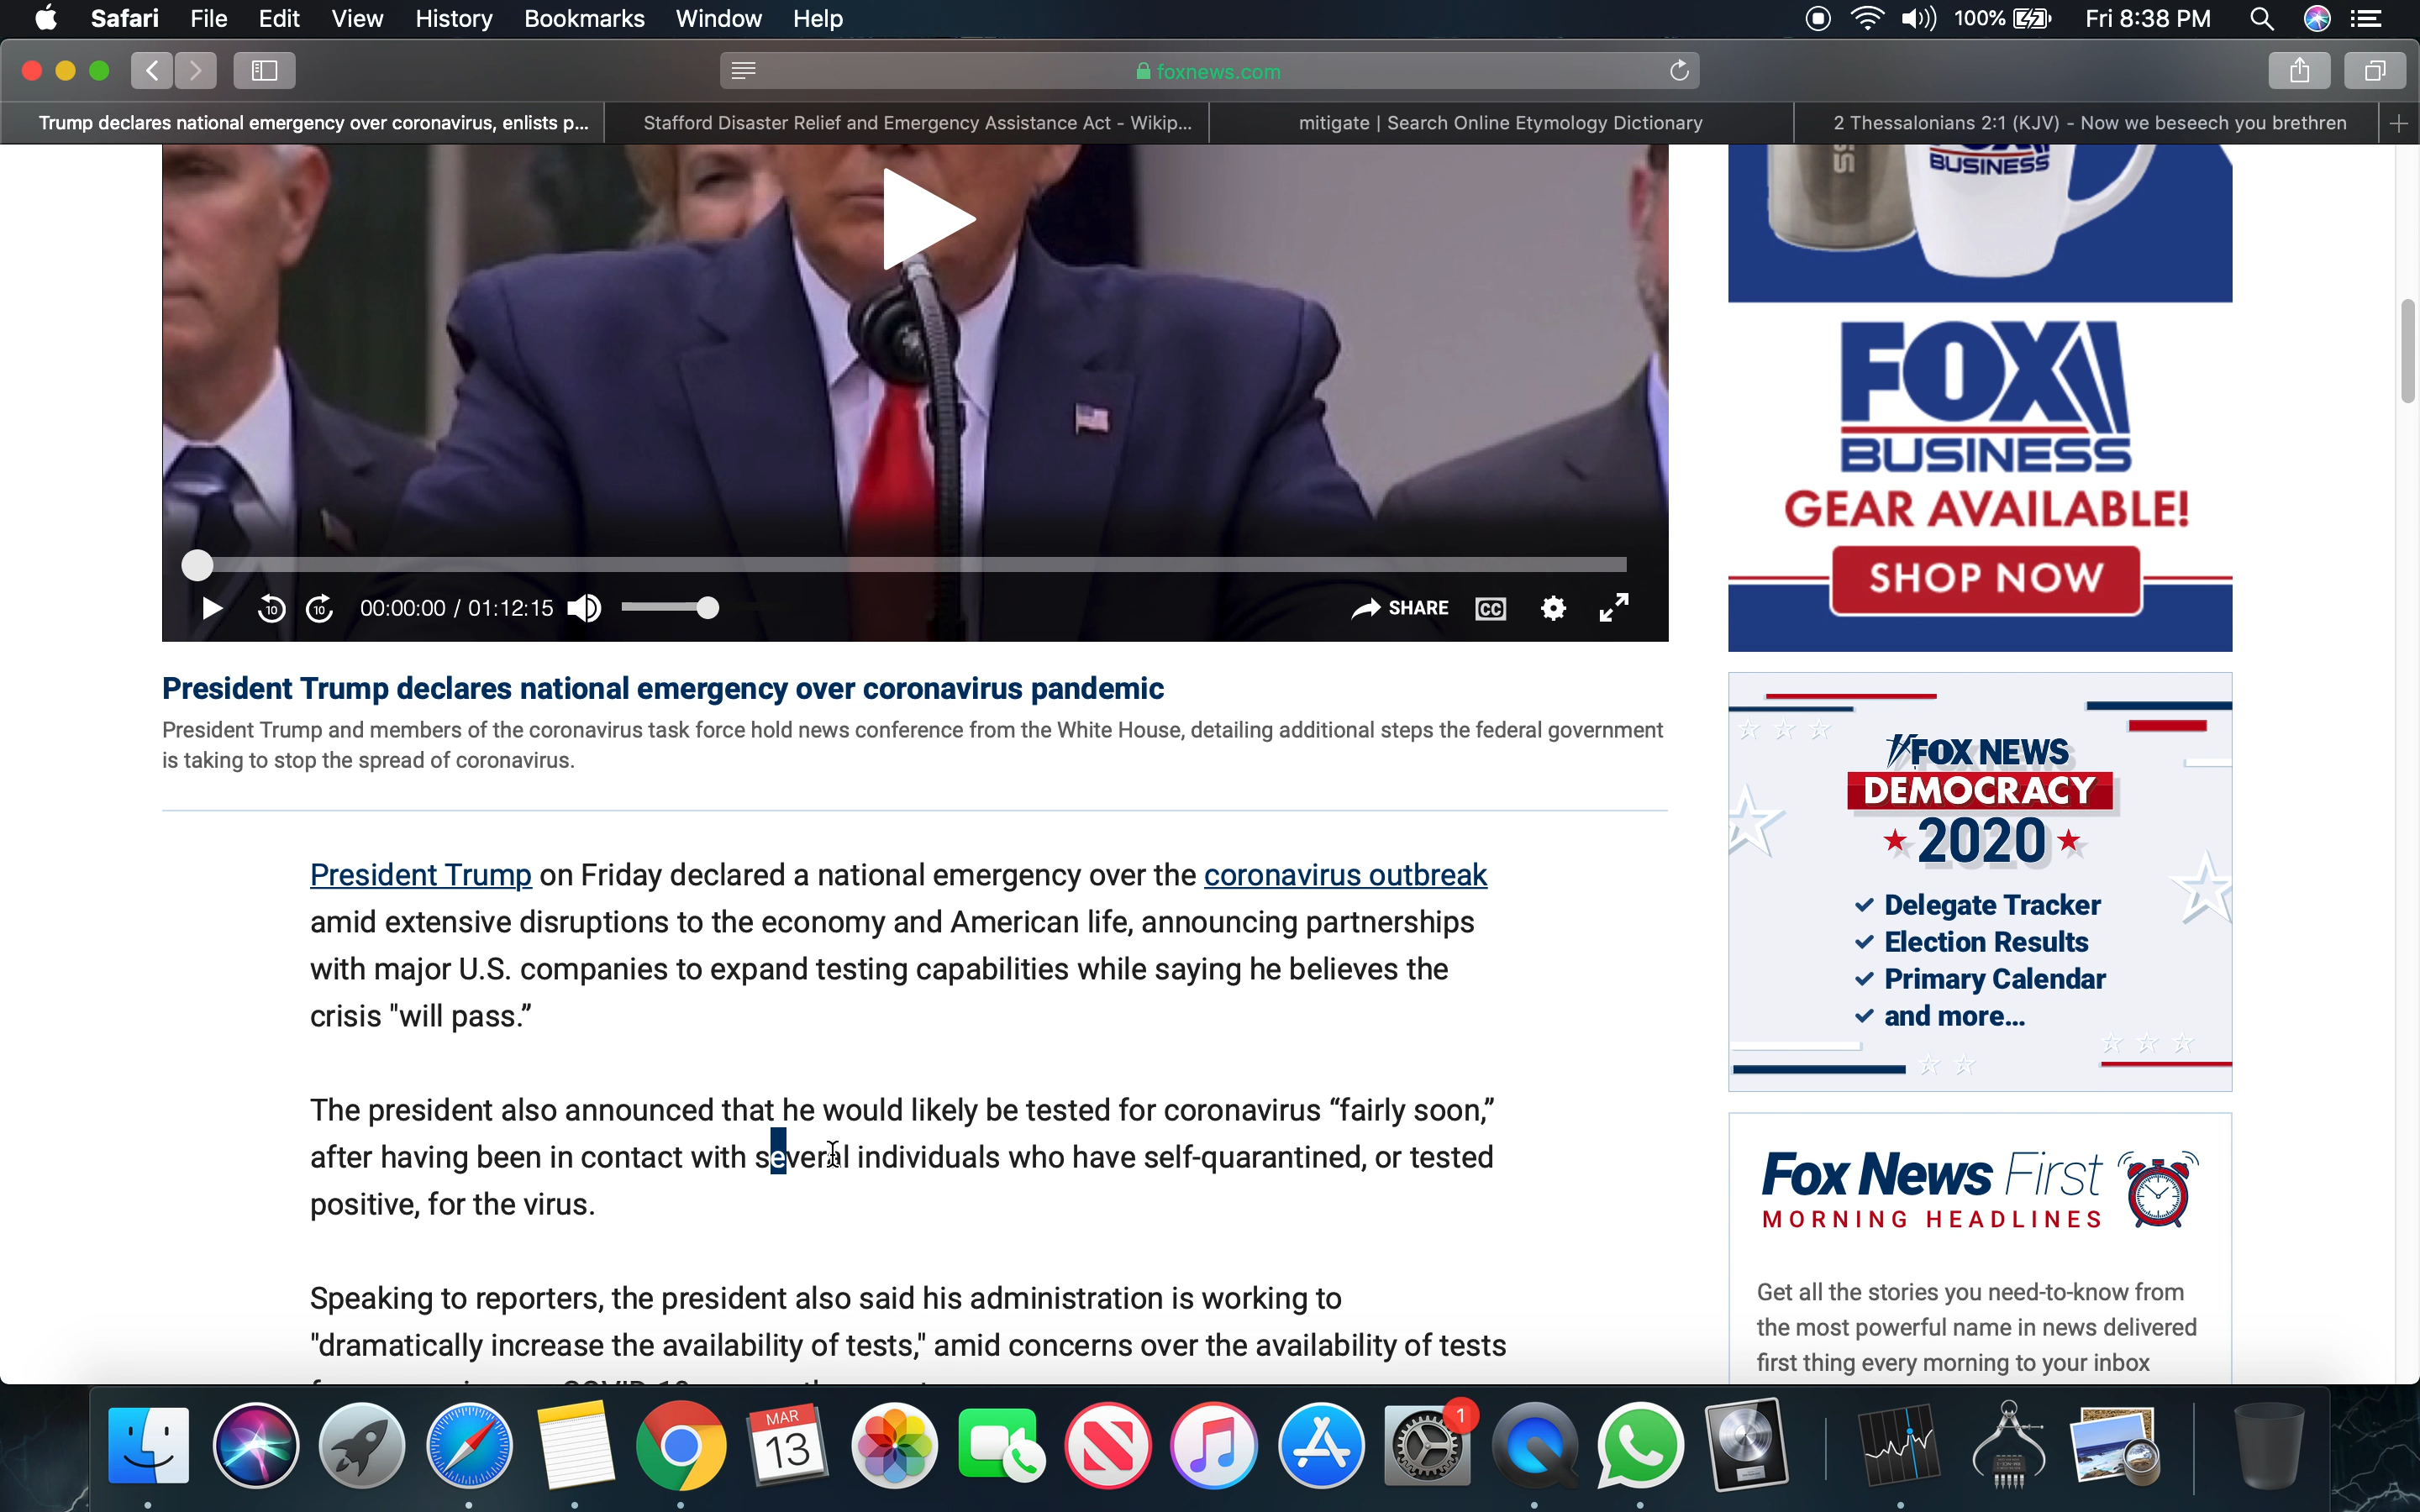 Safari File Edit View History Bookmarks Window Help 100% Fri 8:38 PM
foxnews.com
Trump declares national emergency over coronavirus, enlists p... Stafford Disaster Relief and Emergency Assistance Act - Wikip... mitigate | Search Online Etymology Dictionary 2 Thessalonians 2:1 (KJV) - Now we beseech you brethren
BUSINESS
FOX
BUSINESS
GEAR AVAILABLE!
SHOP NOW
10 10 00:00:00 / 01:12:15 SHARE CC
President Trump declares national emergency over coronavirus pandemic
President Trump and members of the coronavirus task force hold news conference from the White House, detailing additional steps the federal government
is taking to stop the spread of coronavirus.
FOX NEWS
DEMOCRACY
2020
Delegate Tracker
Election Results
Primary Calendar
and more...
President Trump on Friday declared a national emergency over the coronavirus outbreak
amid extensive disruptions to the economy and American life, announcing partnerships
with major U.S. companies to expand testing capabilities while saying he believes the
crisis "will pass.”
The president also announced that he would likely be tested for coronavirus “fairly soon,”
after having been in contact with several individuals who have self-quarantined, or tested
positive, for the virus.
Speaking to reporters, the president also said his administration is working to
"dramatically increase the availability of tests," amid concerns over the availability of tests
Fox News First
MORNING HEADLINES
Get all the stories you need-to-know from
the most powerful name in news delivered
first thing every morning to your inbox
MAR
13
1